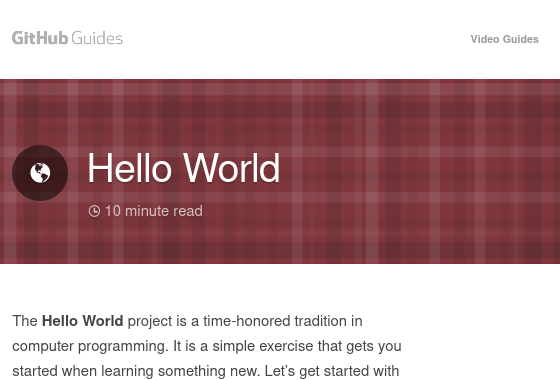 GitHub Guides
Video Guides
Hello World
10 minute read
The Hello World project is a time-honored tradition in
computer programming. It is a simple exercise that gets you
started when learning something new. Let’s get started with